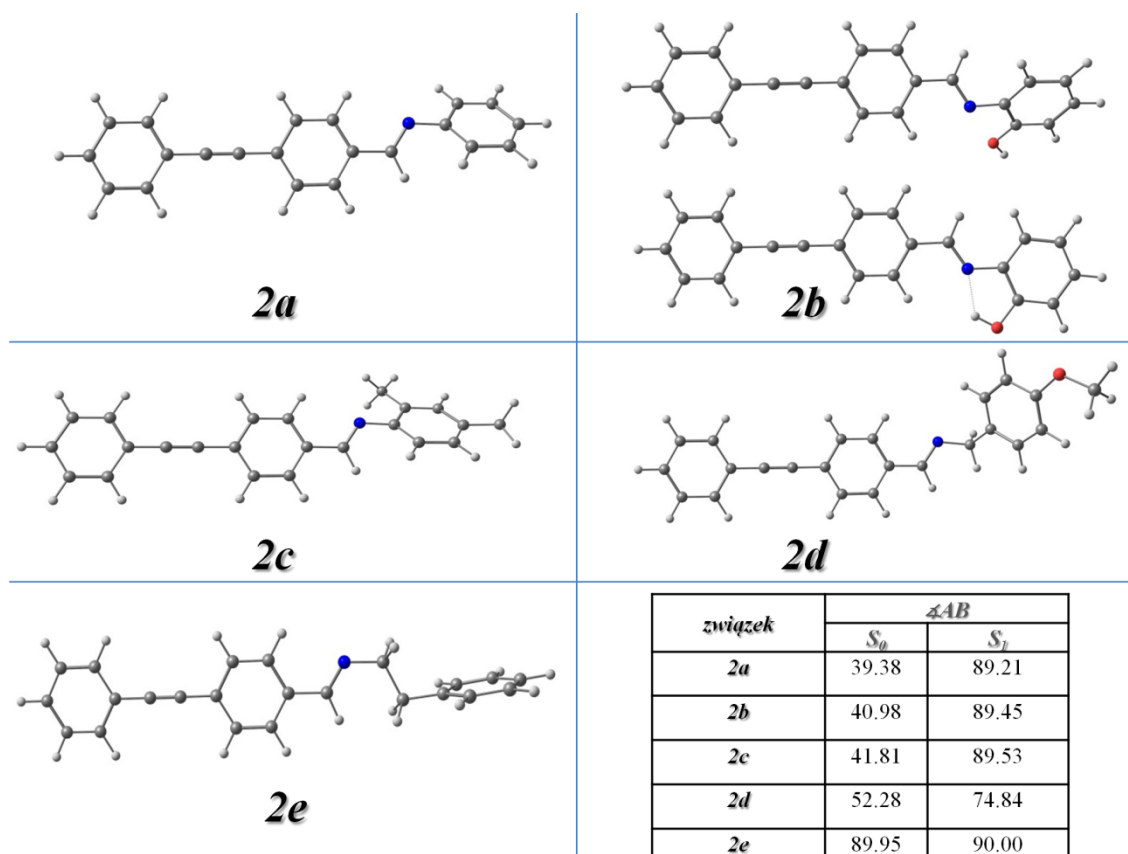 2a
2b
2c
2d
2e
związek ∡AB
S₀ S₁
2a 39.38 89.21
2b 40.98 89.45
2c 41.81 89.53
2d 52.28 74.84
2e 89.95 90.00